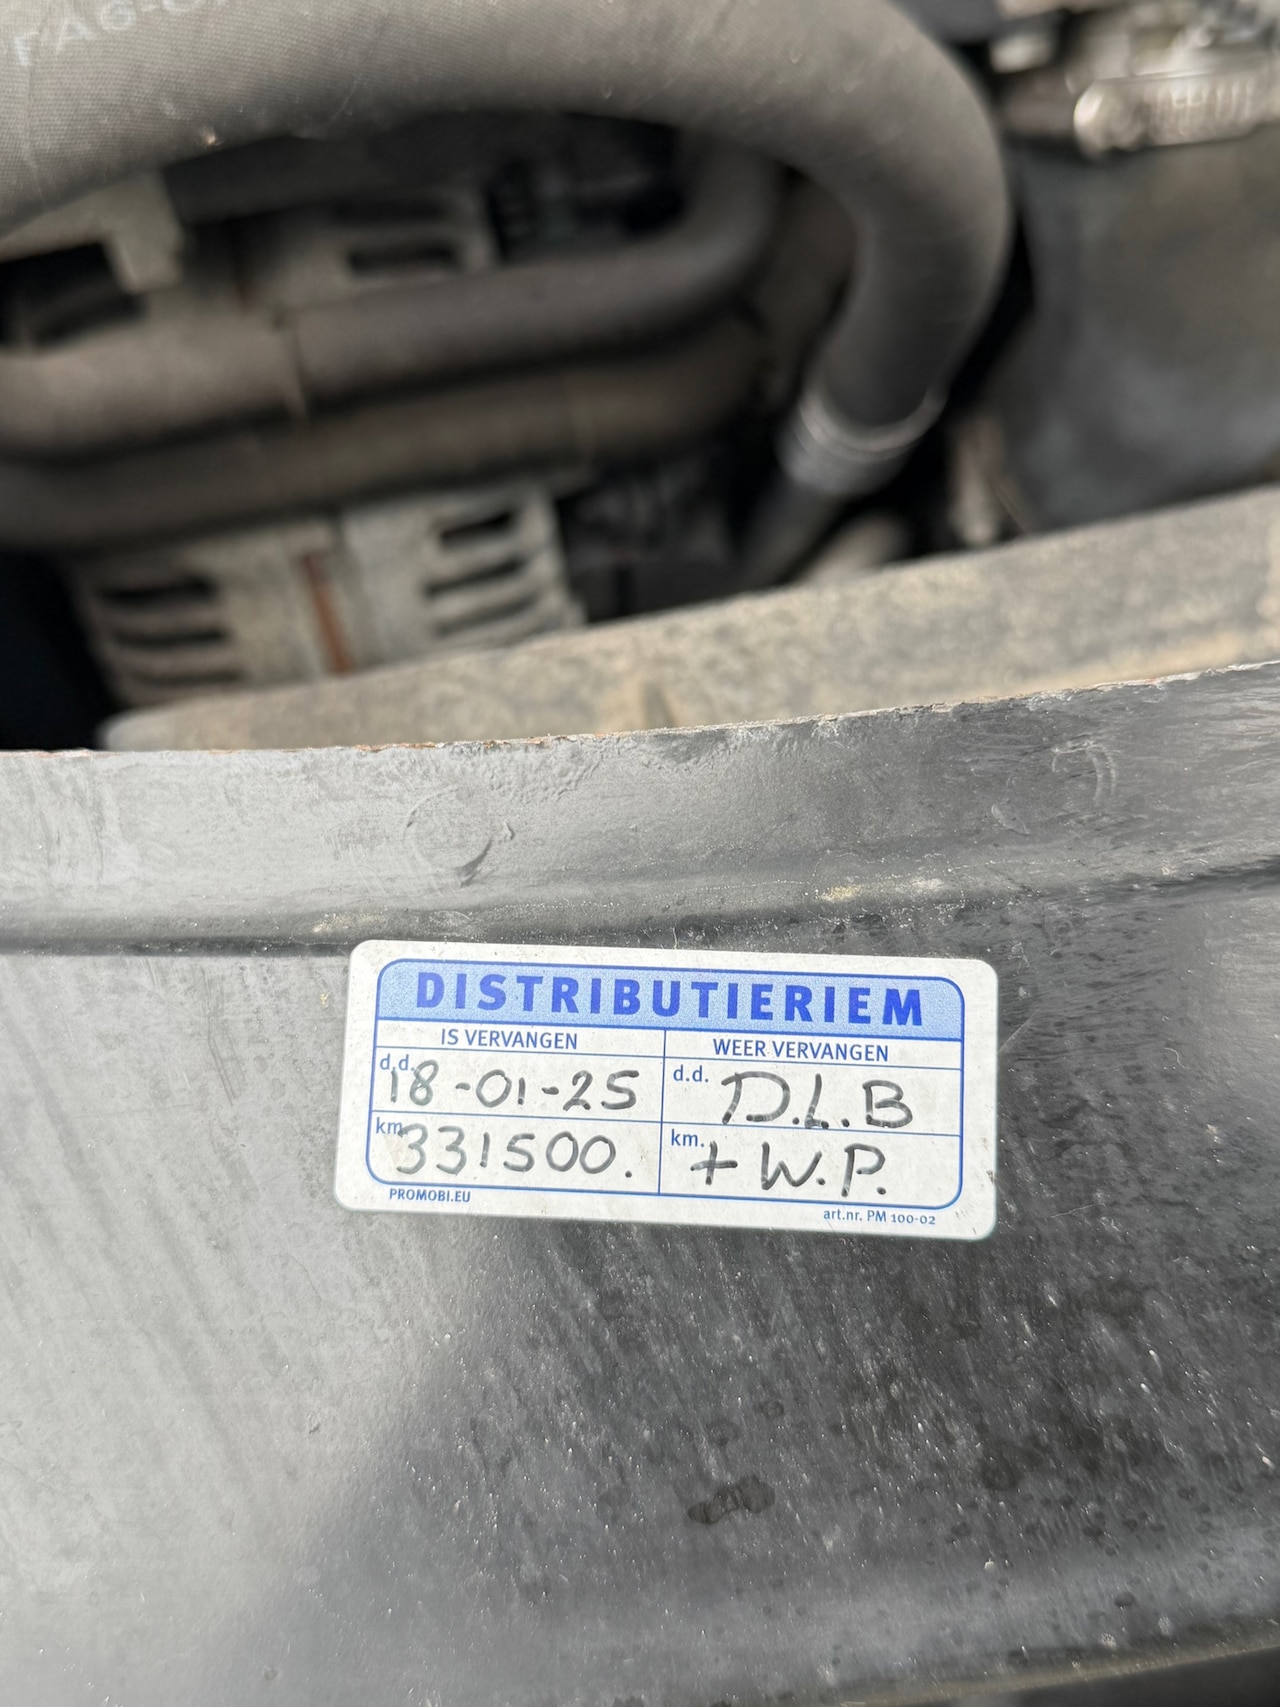 DISTRIBUTIERIEM
IS VERVANGEN
WEER VERVANGEN
d.d. 18-01-25
d.d. D.L.B
km. 331500.
km. + W.P.
PROMOBI.EU
art.nr. PM 100-02